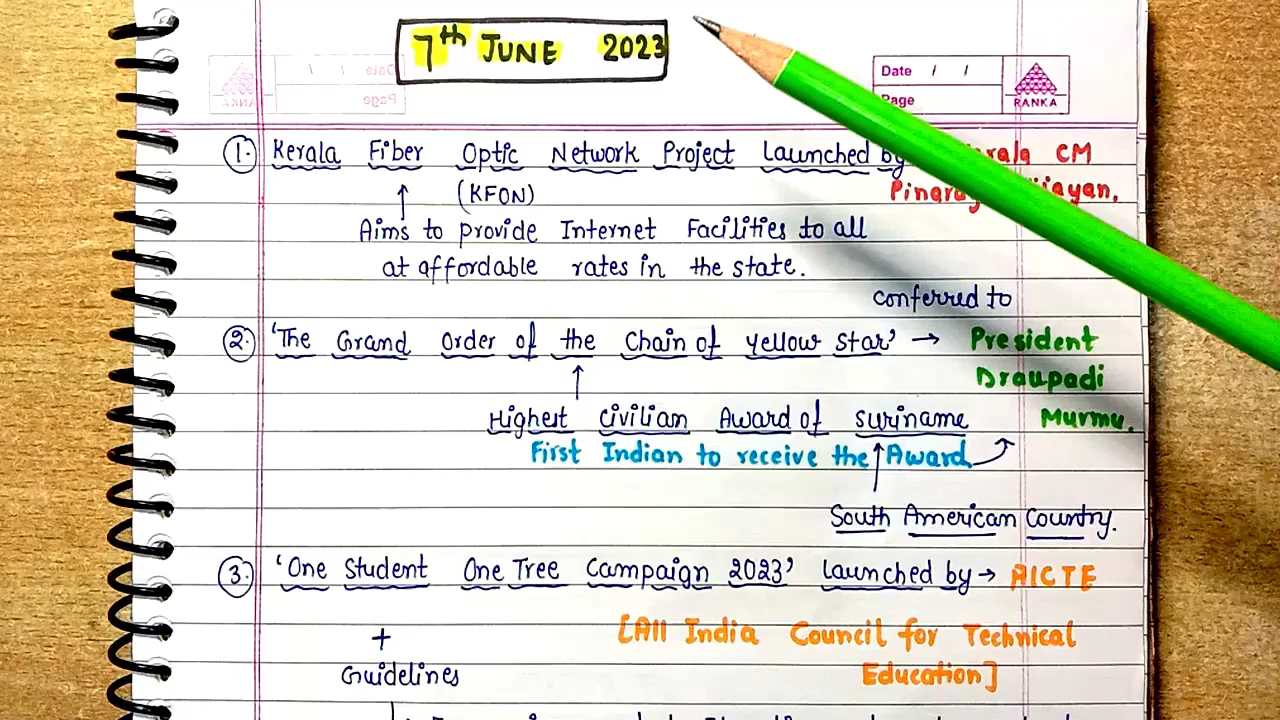 7th JUNE 2023
Date / /
Page
RANKA
1. Kerala Fiber Optic Network Project Launched by CM
(KFON)
Aims to provide Internet Facilities to all
at affordable rates in the state.
conferred to
2. 'The Grand Order of the Chain of Yellow Star' → President
Draupadi
Highest Civilian Award of Suriname Murmu.
First Indian to receive the Award
South American Country.
3. 'One Student One Tree Campaign 2023' Launched by → AICTE
+ [All India Council for Technical
Guidelines Education]